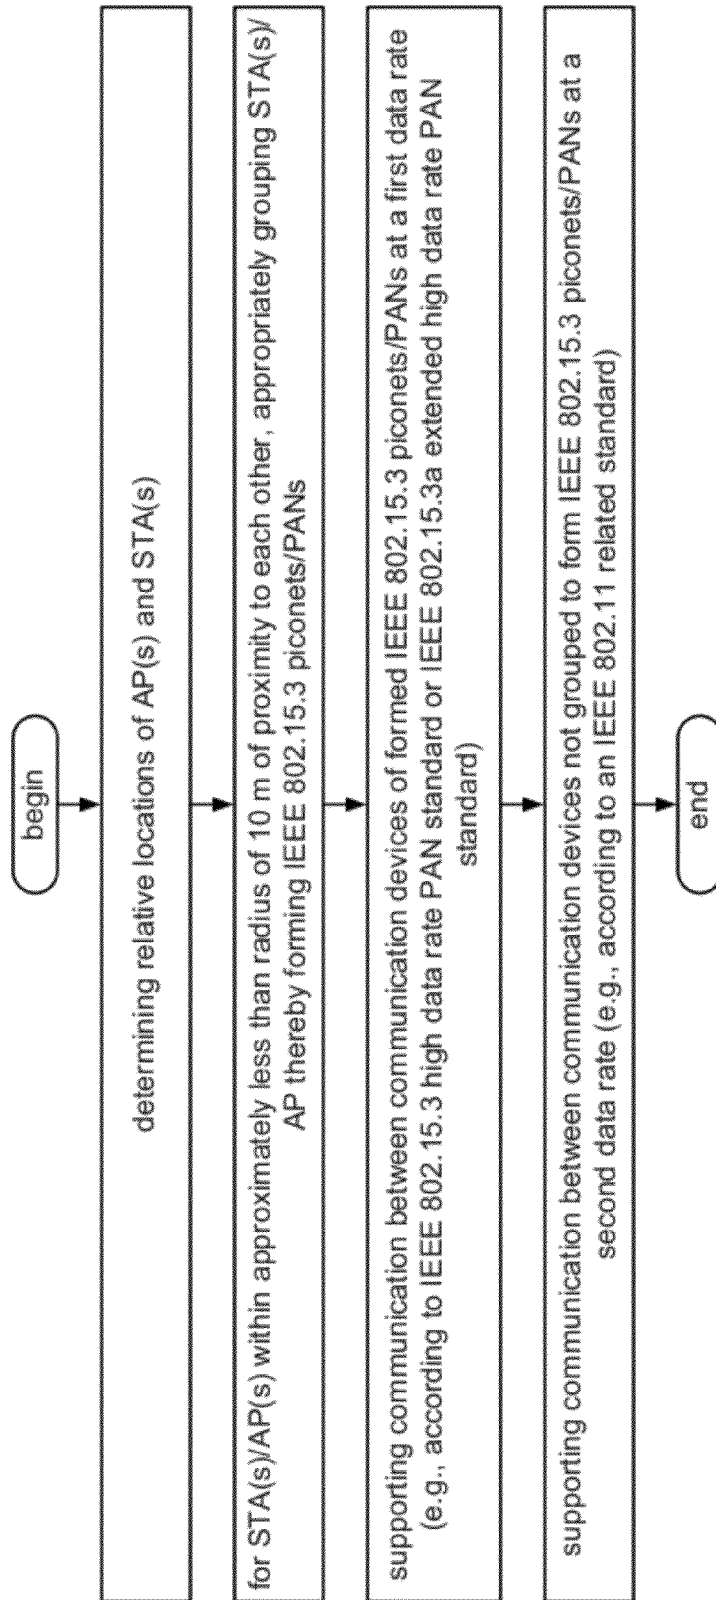 begin
determining relative locations of AP(s) and STA(s)
for STA(s)/AP(s) within approximately less than radius of 10 m of proximity to each other, appropriately grouping STA(s)/
AP thereby forming IEEE 802.15.3 piconets/PANs
supporting communication between communication devices of formed IEEE 802.15.3 piconets/PANs at a first data rate
(e.g., according to IEEE 802.15.3 high data rate PAN standard or IEEE 802.15.3a extended high data rate PAN
standard)
supporting communication between communication devices not grouped to form IEEE 802.15.3 piconets/PANs at a
second data rate (e.g., according to an IEEE 802.11 related standard)
end